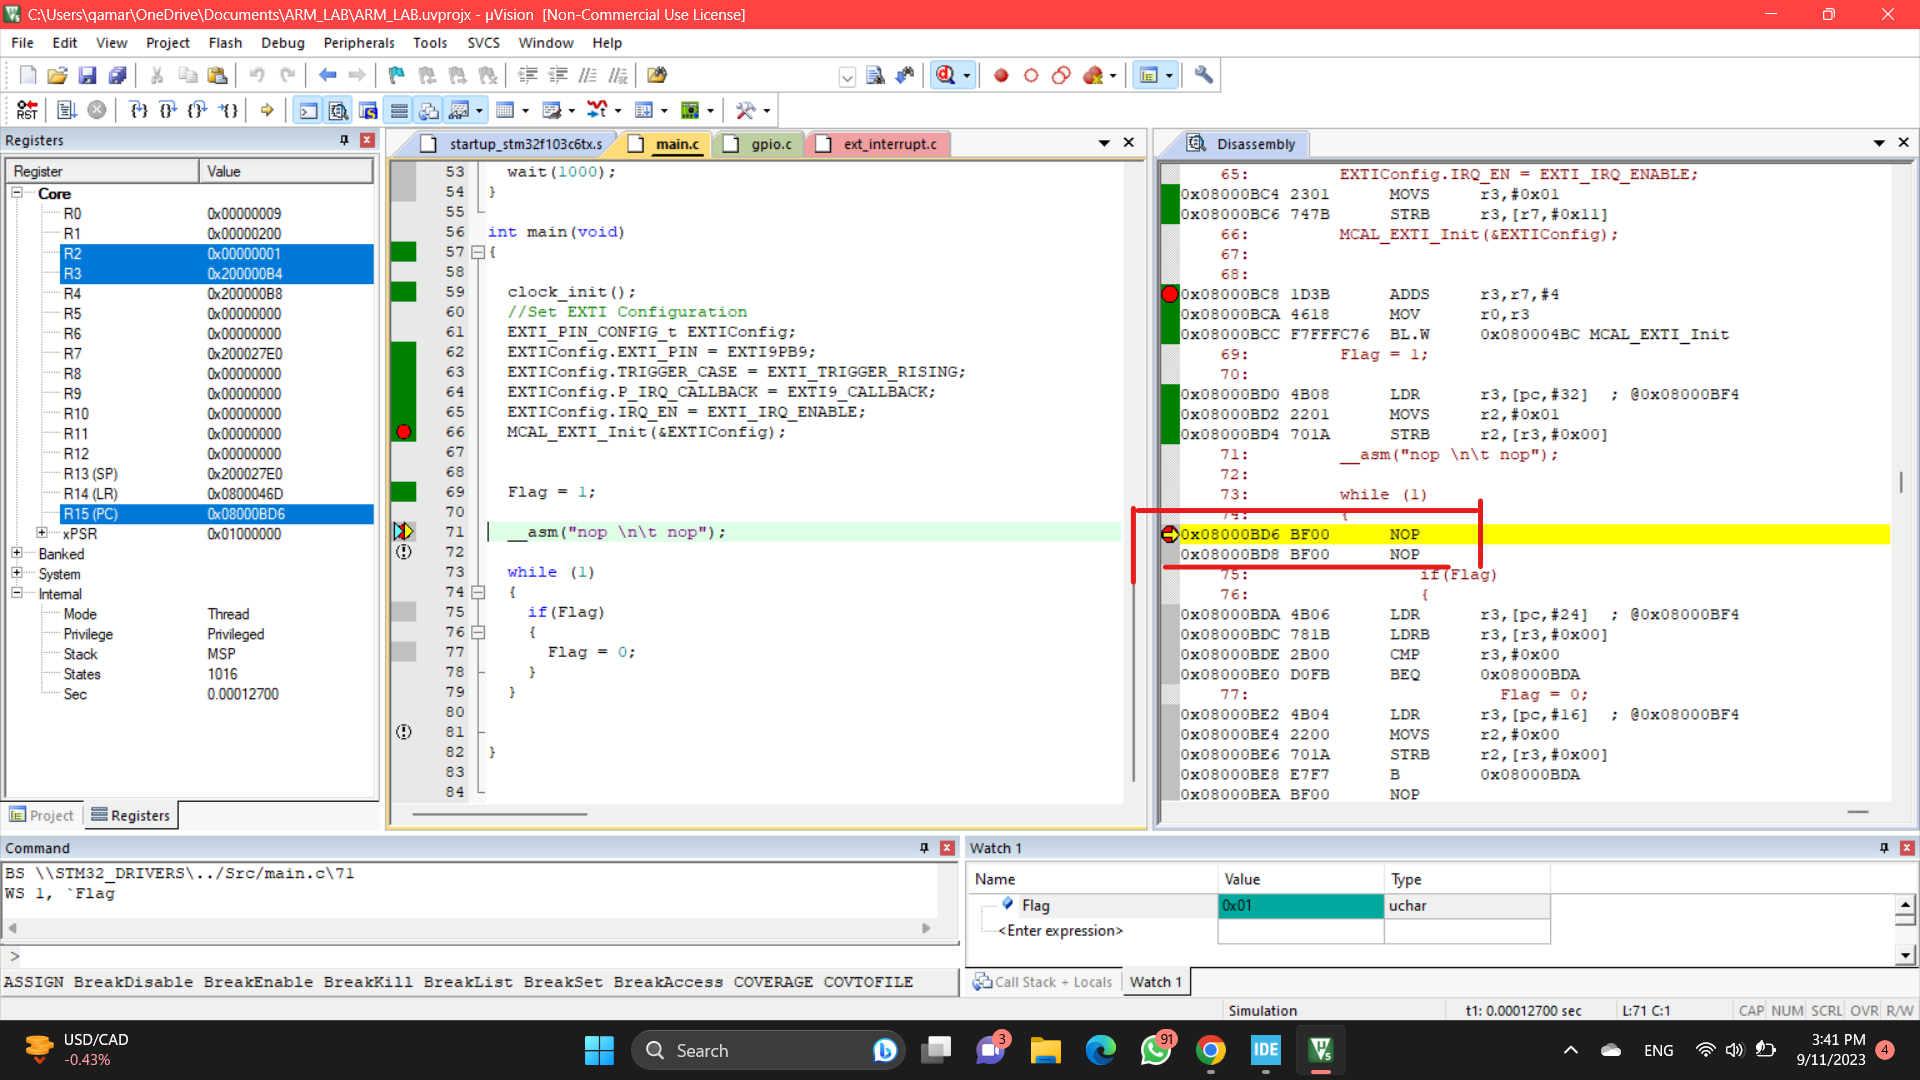 C:\Users\qamar\OneDrive\Documents\ARM_LAB\ARM_LAB.uvprojx - µVision  [Non-Commercial Use License]
File Edit View Project Flash Debug Peripherals Tools SVCS Window Help
RST
Registers
Register Value
Core
R0 0x00000009
R1 0x00000200
R2 0x00000001
R3 0x200000B4
R4 0x200000B8
R5 0x00000000
R6 0x00000000
R7 0x200027E0
R8 0x00000000
R9 0x00000000
R10 0x00000000
R11 0x00000000
R12 0x00000000
R13 (SP) 0x200027E0
R14 (LR) 0x0800046D
R15 (PC) 0x08000BD6
xPSR 0x01000000
Banked
System
Internal
Mode Thread
Privilege Privileged
Stack MSP
States 1016
Sec 0.00012700
Project Registers
startup_stm32f103c6tx.s main.c gpio.c ext_interrupt.c
53 wait(1000);
54 }
55
56 int main(void)
57 {
58
59 clock_init();
60 //Set EXTI Configuration
61 EXTI_PIN_CONFIG_t EXTIConfig;
62 EXTIConfig.EXTI_PIN = EXTI9PB9;
63 EXTIConfig.TRIGGER_CASE = EXTI_TRIGGER_RISING;
64 EXTIConfig.P_IRQ_CALLBACK = EXTI9_CALLBACK;
65 EXTIConfig.IRQ_EN = EXTI_IRQ_ENABLE;
66 MCAL_EXTI_Init(&EXTIConfig);
67
68
69 Flag = 1;
70
71 __asm("nop \n\t nop");
72
73 while (1)
74 {
75 if(Flag)
76 {
77 Flag = 0;
78 }
79 }
80
81
82 }
83
84
Disassembly
65: EXTIConfig.IRQ_EN = EXTI_IRQ_ENABLE;
0x08000BC4 2301 MOVS r3,#0x01
0x08000BC6 747B STRB r3,[r7,#0x11]
66: MCAL_EXTI_Init(&EXTIConfig);
67:
68:
0x08000BC8 1D3B ADDS r3,r7,#4
0x08000BCA 4618 MOV r0,r3
0x08000BCC F7FFFC76 BL.W 0x080004BC MCAL_EXTI_Init
69: Flag = 1;
70:
0x08000BD0 4B08 LDR r3,[pc,#32] ; @0x08000BF4
0x08000BD2 2201 MOVS r2,#0x01
0x08000BD4 701A STRB r2,[r3,#0x00]
71: __asm("nop \n\t nop");
72:
73: while (1)
74: {
0x08000BD6 BF00 NOP
0x08000BD8 BF00 NOP
75: if(Flag)
76: {
0x08000BDA 4B06 LDR r3,[pc,#24] ; @0x08000BF4
0x08000BDC 781B LDRB r3,[r3,#0x00]
0x08000BDE 2B00 CMP r3,#0x00
0x08000BE0 D0FB BEQ 0x08000BDA
77: Flag = 0;
0x08000BE2 4B04 LDR r3,[pc,#16] ; @0x08000BF4
0x08000BE4 2200 MOVS r2,#0x00
0x08000BE6 701A STRB r2,[r3,#0x00]
0x08000BE8 E7F7 B 0x08000BDA
0x08000BEA BF00 NOP
Command
BS \\STM32_DRIVERS\../Src/main.c\71
WS 1, `Flag
>
ASSIGN BreakDisable BreakEnable BreakKill BreakList BreakSet BreakAccess COVERAGE COVTOFILE
Watch 1
Name Value Type
Flag 0x01 uchar
<Enter expression>
Call Stack + Locals Watch 1
Simulation t1: 0.00012700 sec L:71 C:1 CAP NUM SCRL OVR R/W
USD/CAD
-0.43%
Search
3
91
IDE
ENG
3:41 PM
9/11/2023
4